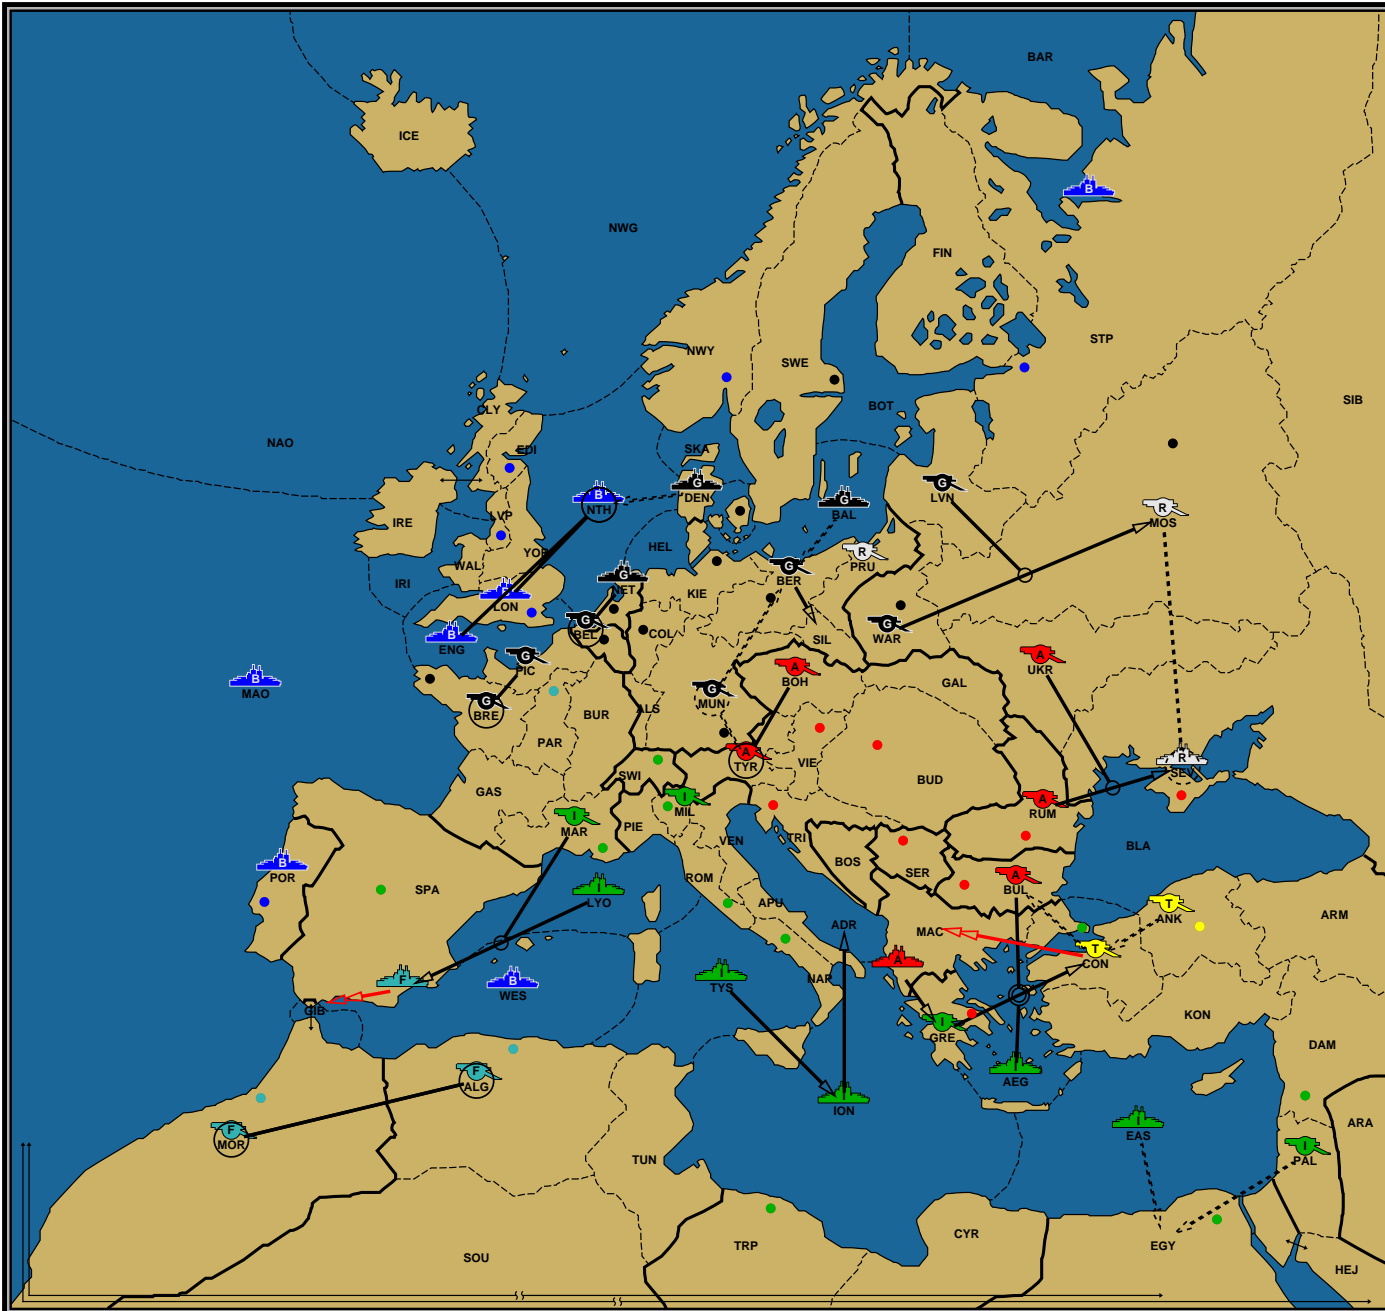 BAR
ICE
B
NWG
FIN
STP
NWY
SWE
SIB
BOT
CLY
NAO
EDI
SKA
G
G
LVN
B
DEN
G
NTH
BAL
R
MOS
LVP
IRE
YOR
HEL
R
PRU
WAL
G
BER
G
NET
IRI
KIE
LON
G
BEL
COL
G
WAR
SIL
B
ENG
G
PIC
A
UKR
A
BOH
B
MAO
GAL
G
MUN
G
BRE
BUR
ALS
PAR
A
TYR
VIE
R
SEV
SWI
BUD
GAS
I
MIL
A
RUM
I
MAR
PIE
TRI
VEN
BLA
BOS
B
POR
SER
A
BUL
ROM
SPA
I
LYO
APU
T
ANK
ARM
ADR
MAC
T
CON
A
F
B
WES
I
TYS
NAP
GIB
KON
I
GRE
DAM
I
AEG
F
ALG
I
ION
I
EAS
ARA
F
MOR
I
PAL
TUN
CYR
TRP
EGY
SOU
HEJ